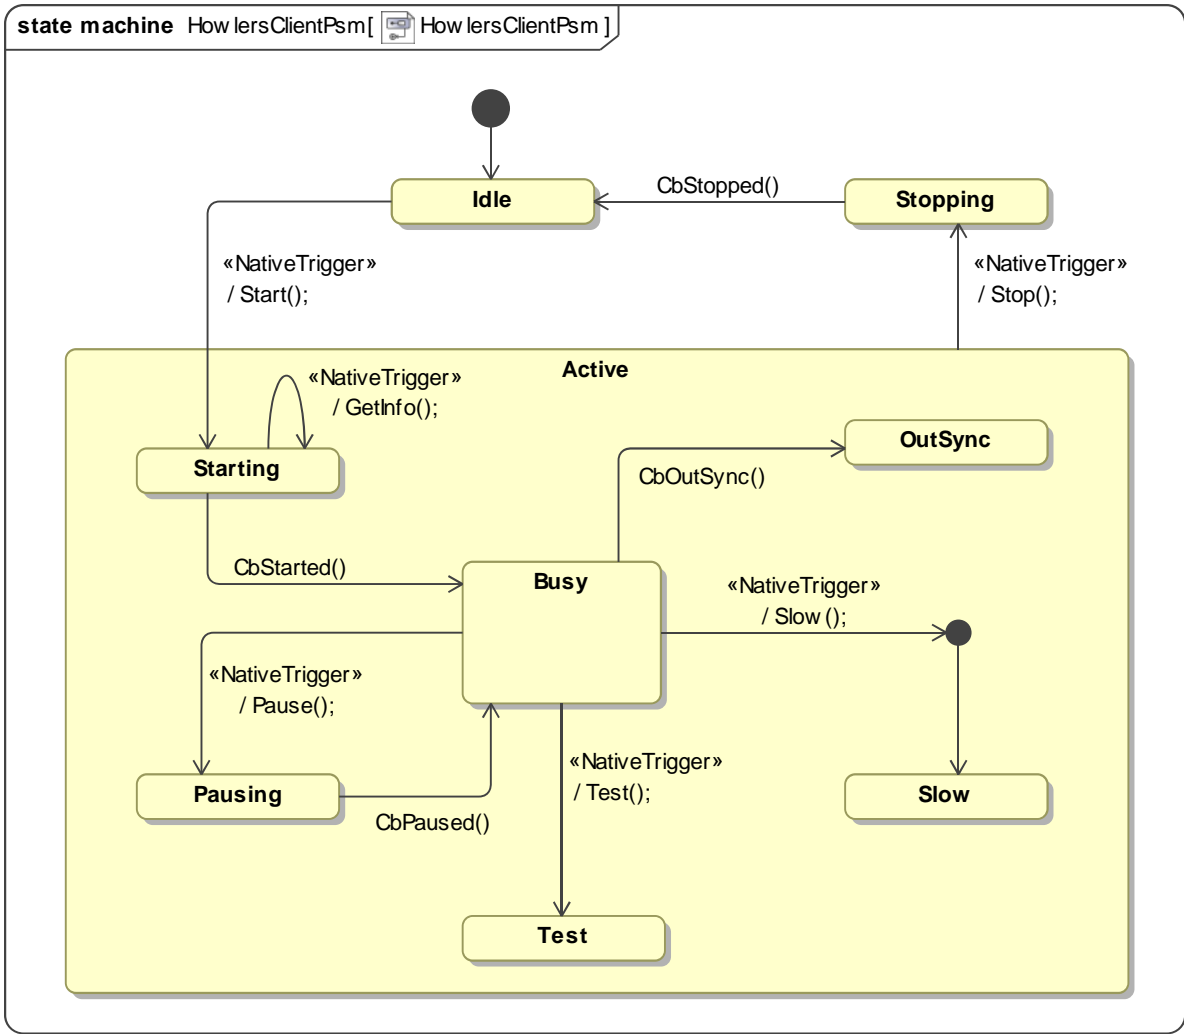 state machine HowlersClientPsm[ HowlersClientPsm ]
Idle
CbStopped()
Stopping
«NativeTrigger»
/ Start();
«NativeTrigger»
/ Stop();
Active
«NativeTrigger»
/ GetInfo();
Starting
OutSync
CbOutSync()
CbStarted()
Busy
«NativeTrigger»
/ Slow();
«NativeTrigger»
/ Pause();
«NativeTrigger»
/ Test();
Pausing
CbPaused()
Slow
Test